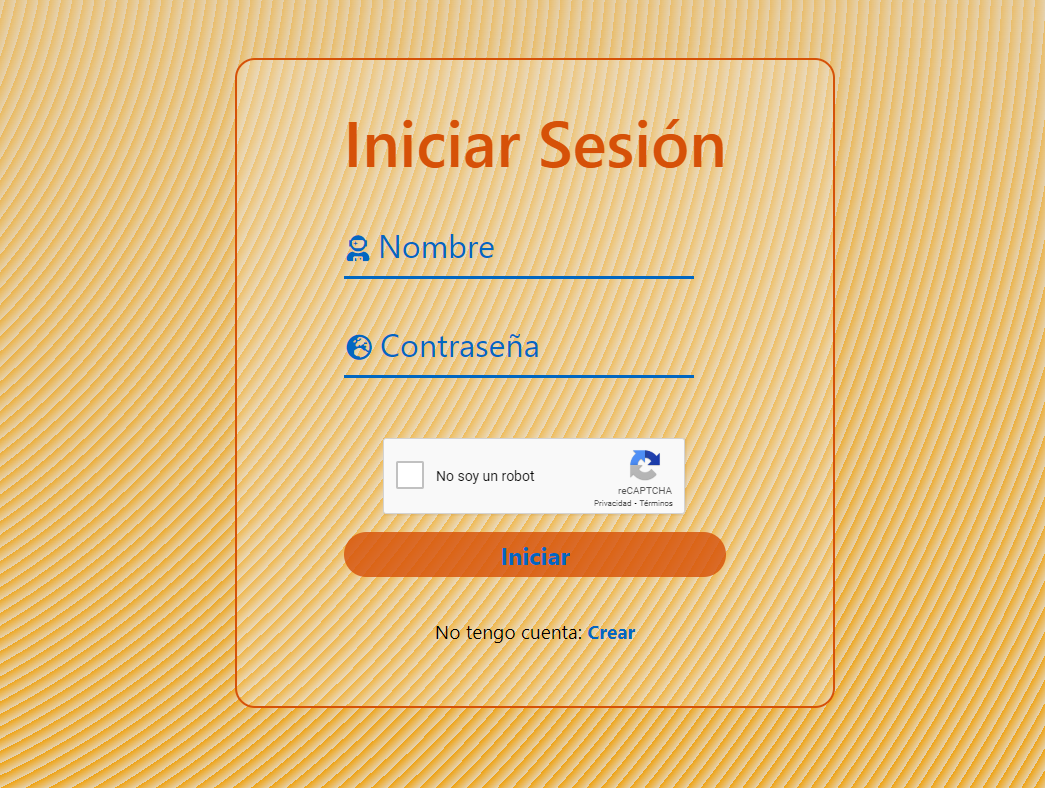 Iniciar Sesión
Nombre
Contraseña
No soy un robot
reCAPTCHA
Privacidad - Términos
Iniciar
No tengo cuenta: Crear